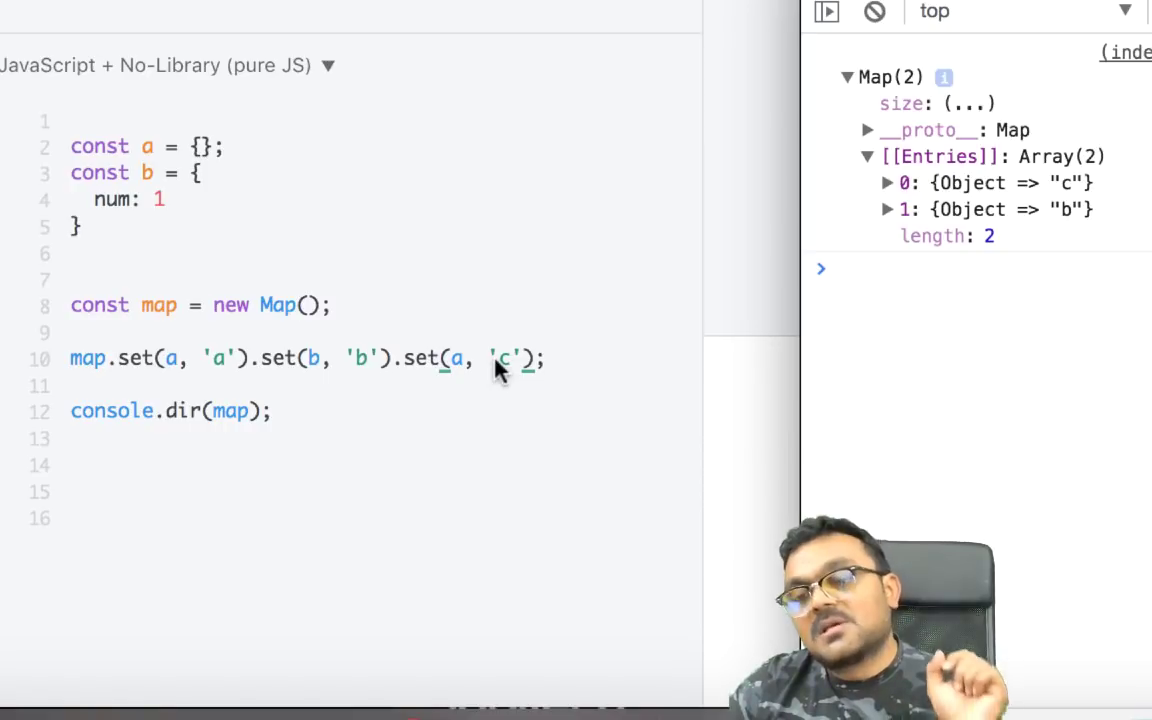 JavaScript + No-Library (pure JS) ▼
1
2 const a = {};
3 const b = {
4 num: 1
5 }
6
7
8 const map = new Map();
9
10 map.set(a, 'a').set(b, 'b').set(a, 'c');
11
12 console.dir(map);
13
14
15
16
top ▼
(inde
▼Map(2) i
size: (...)
▶__proto__: Map
▼[[Entries]]: Array(2)
▶0: {Object => "c"}
▶1: {Object => "b"}
length: 2
>